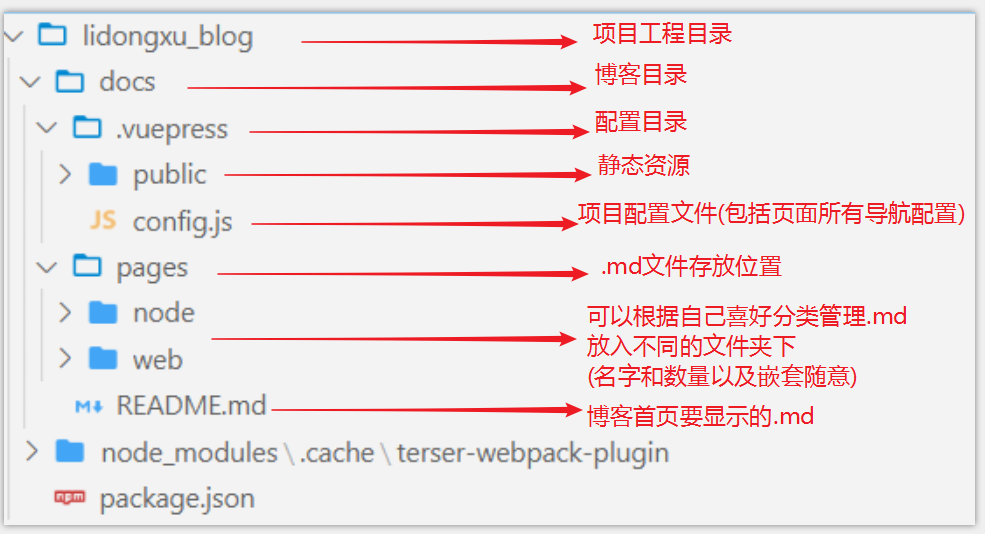 lidongxu_blog 项目工程目录
docs 博客目录
.vuepress 配置目录
public 静态资源
JS config.js 项目配置文件(包括页面所有导航配置)
pages .md文件存放位置
node 可以根据自己喜好分类管理.md
放入不同的文件夹下
web (名字和数量以及嵌套随意)
M↓ README.md 博客首页要显示的.md
node_modules\.cache\terser-webpack-plugin
npm package.json